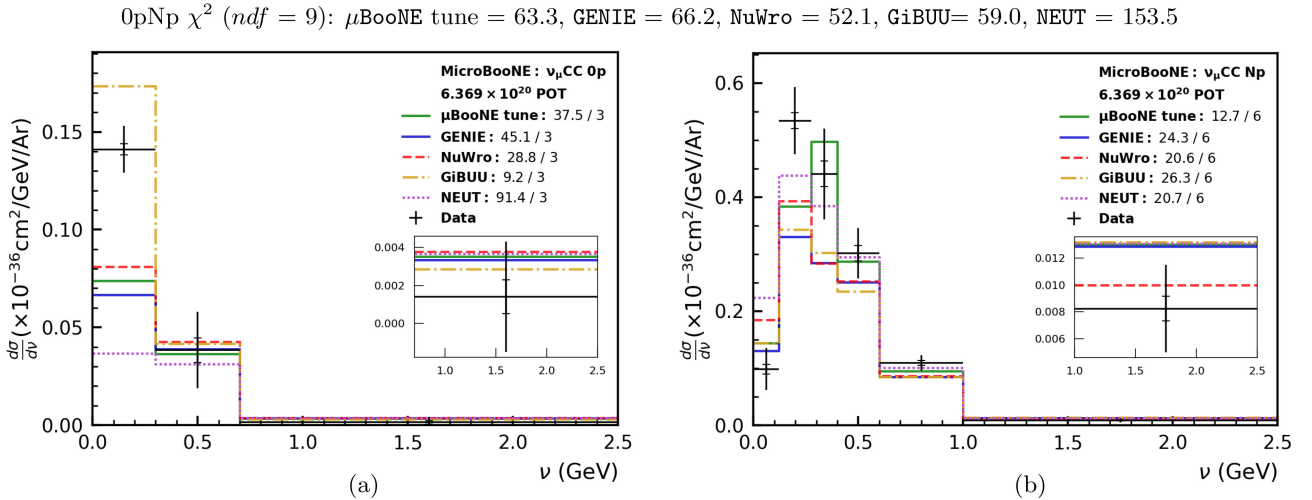 0pNp χ² (ndf = 9): μBooNE tune = 63.3, GENIE = 66.2, NuWro = 52.1, GiBUU= 59.0, NEUT = 153.5
MicroBooNE: νμCC 0p
6.369 × 10²⁰ POT
μBooNE tune: 37.5 / 3
GENIE: 45.1 / 3
NuWro: 28.8 / 3
GiBUU: 9.2 / 3
NEUT: 91.4 / 3
Data
dσ/dν (×10⁻³⁶cm²/GeV/Ar)
0.15
0.10
0.05
0.00
0.004
0.002
0.000
1.0 1.5 2.0 2.5
0.0 0.5 1.0 1.5 2.0 2.5
ν (GeV)
(a)
MicroBooNE: νμCC Np
6.369 × 10²⁰ POT
μBooNE tune: 12.7 / 6
GENIE: 24.3 / 6
NuWro: 20.6 / 6
GiBUU: 26.3 / 6
NEUT: 20.7 / 6
Data
dσ/dν (×10⁻³⁶cm²/GeV/Ar)
0.6
0.4
0.2
0.0
0.012
0.010
0.008
0.006
1.0 1.5 2.0 2.5
0.0 0.5 1.0 1.5 2.0 2.5
ν (GeV)
(b)